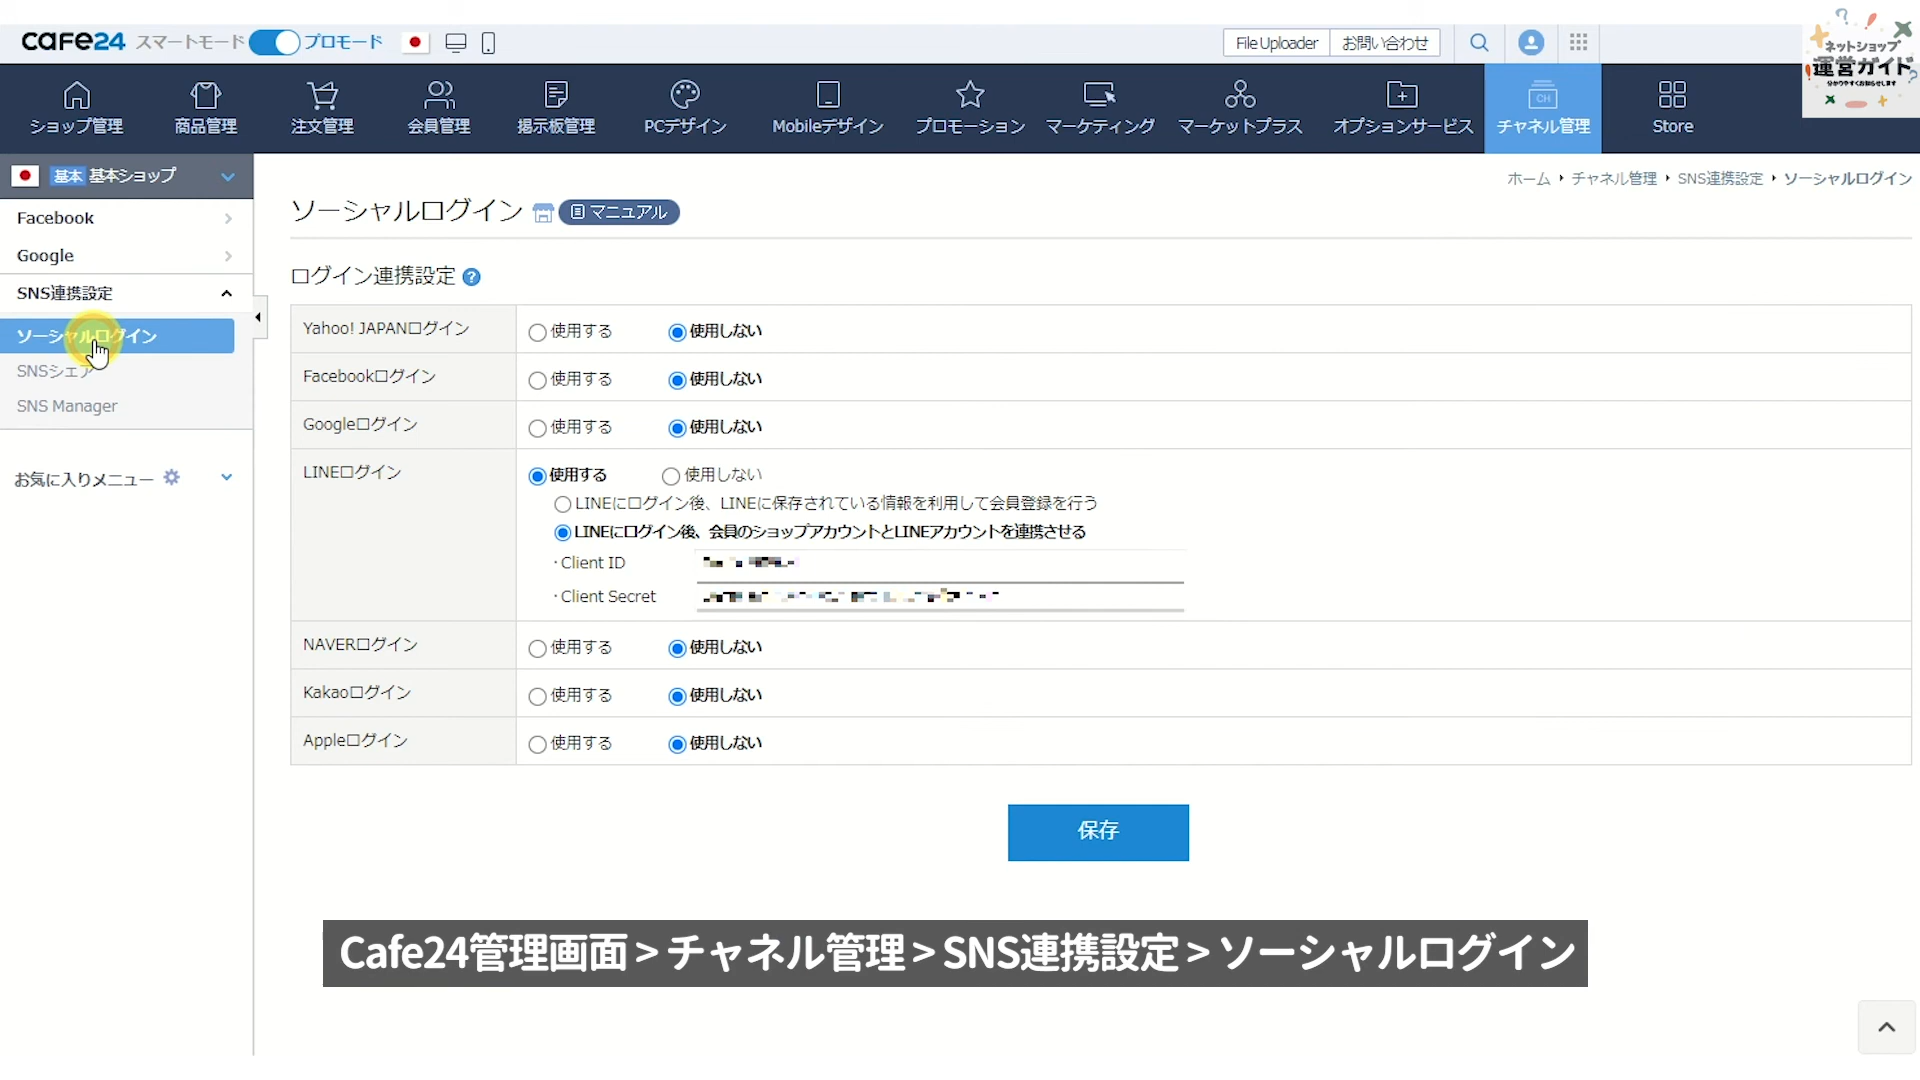 cafe24 スマートモード プロモード File Uploader お問い合わせ
ネットショップ
運営ガイド
分かりやすくお知らせします
ショップ管理 商品管理 注文管理 会員管理 掲示板管理 PCデザイン Mobileデザイン プロモーション マーケティング マーケットプラス オプションサービス CH チャネル管理 Store
基本 基本ショップ
ホーム チャネル管理 SNS連携設定 ソーシャルログイン
Facebook
Google
SNS連携設定
ソーシャルログイン
SNSシェア
SNS Manager
お気に入りメニュー
ソーシャルログイン マニュアル
ログイン連携設定 ?
Yahoo! JAPANログイン 使用する 使用しない
Facebookログイン 使用する 使用しない
Googleログイン 使用する 使用しない
LINEログイン 使用する 使用しない
LINEにログイン後、LINEに保存されている情報を利用して会員登録を行う
LINEにログイン後、会員のショップアカウントとLINEアカウントを連携させる
・Client ID
・Client Secret
NAVERログイン 使用する 使用しない
Kakaoログイン 使用する 使用しない
Appleログイン 使用する 使用しない
保存
Cafe24管理画面 > チャネル管理 > SNS連携設定 > ソーシャルログイン